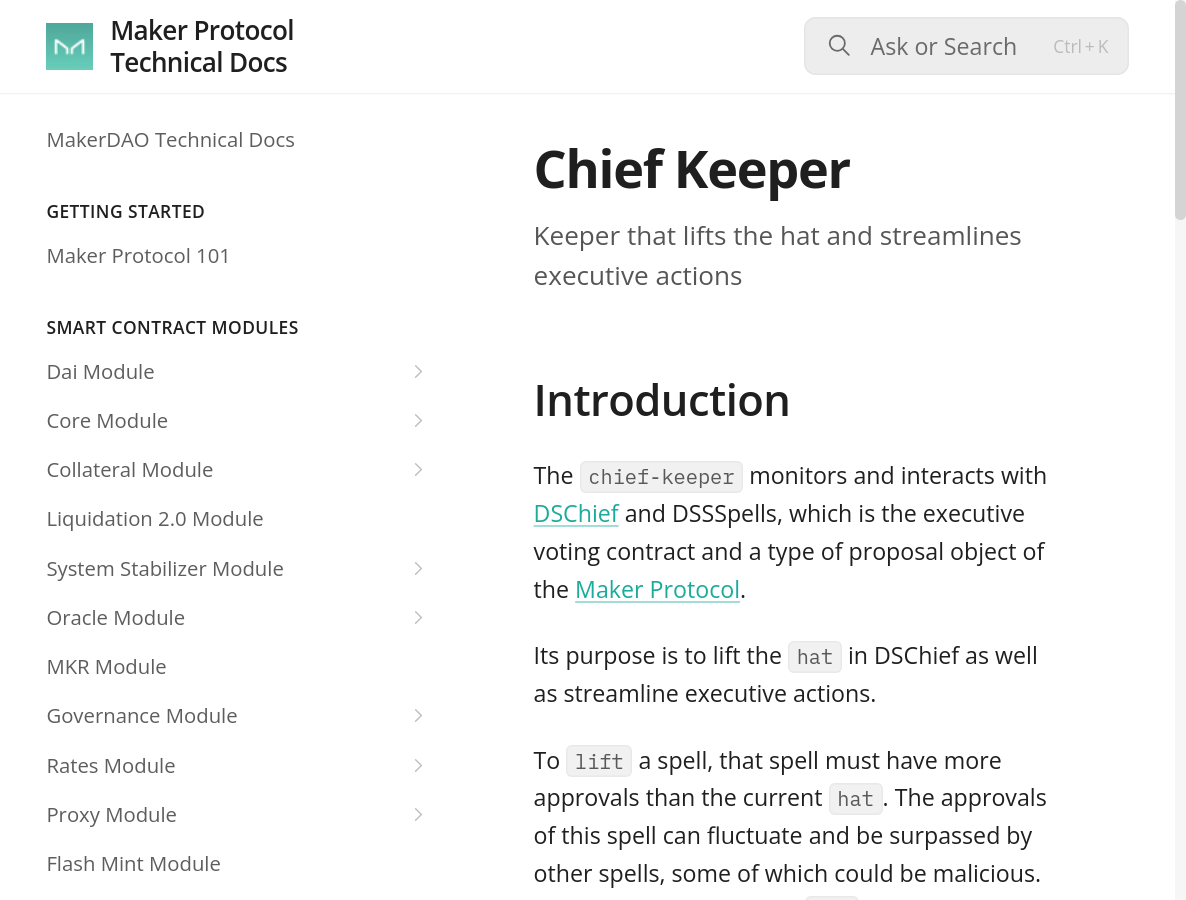 Maker Protocol
Technical Docs
Ask or Search
Ctrl + K
MakerDAO Technical Docs
GETTING STARTED
Maker Protocol 101
SMART CONTRACT MODULES
Dai Module
Core Module
Collateral Module
Liquidation 2.0 Module
System Stabilizer Module
Oracle Module
MKR Module
Governance Module
Rates Module
Proxy Module
Flash Mint Module
Chief Keeper
Keeper that lifts the hat and streamlines
executive actions
Introduction
The chief-keeper monitors and interacts with
DSChief and DSSSpells, which is the executive
voting contract and a type of proposal object of
the Maker Protocol.
Its purpose is to lift the hat in DSChief as well
as streamline executive actions.
To lift a spell, that spell must have more
approvals than the current hat. The approvals
of this spell can fluctuate and be surpassed by
other spells, some of which could be malicious.